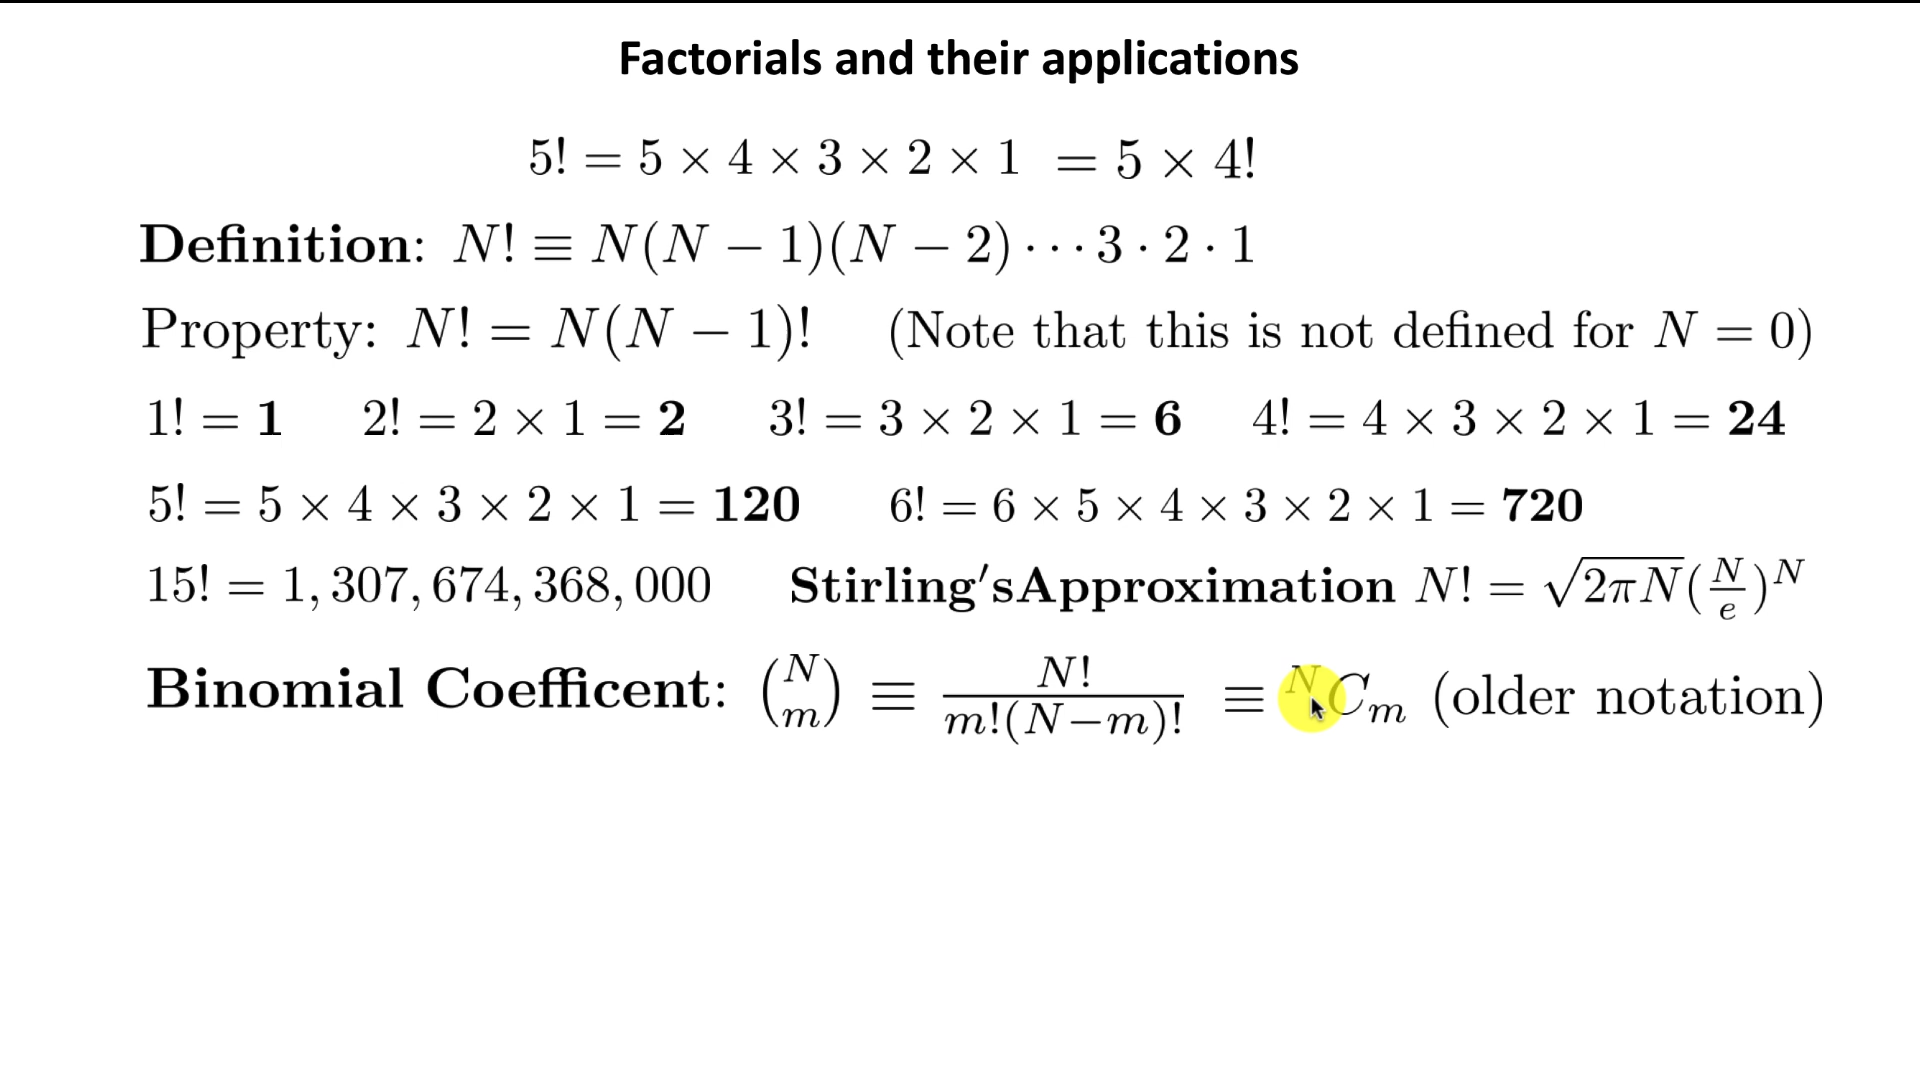 Factorials and their applications
5! = 5 × 4 × 3 × 2 × 1 = 5 × 4!
Definition: N! ≡ N(N − 1)(N − 2) ··· 3 · 2 · 1
Property: N! = N(N − 1)! (Note that this is not defined for N = 0)
1! = 1 2! = 2 × 1 = 2 3! = 3 × 2 × 1 = 6 4! = 4 × 3 × 2 × 1 = 24
5! = 5 × 4 × 3 × 2 × 1 = 120 6! = 6 × 5 × 4 × 3 × 2 × 1 = 720
15! = 1, 307, 674, 368, 000 Stirling′sApproximation N! = √(2πN)(N/e)^N
Binomial Coefficent: (N m) ≡ N!/(m!(N−m)!) ≡ ^N C_m (older notation)